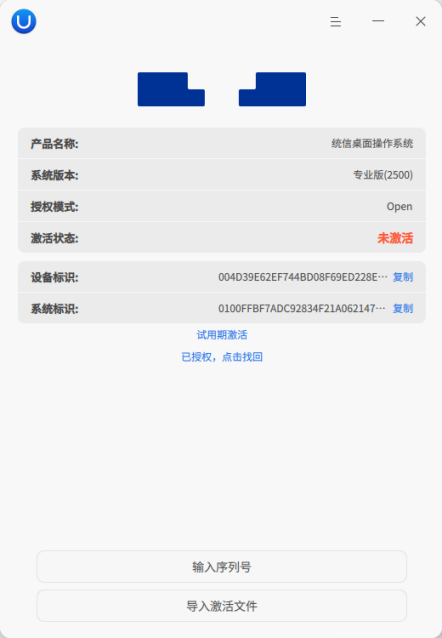 产品名称: 统信桌面操作系统
系统版本: 专业版(2500)
授权模式: Open
激活状态: 未激活
设备标识: 004D39E62EF744BD08F69ED228E··· 复制
系统标识: 0100FFBF7ADC92834F21A062147··· 复制
试用期激活
已授权，点击找回
输入序列号
导入激活文件